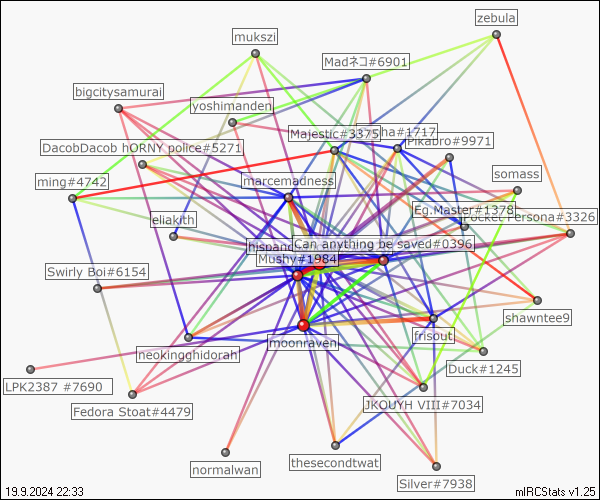 zebula
mukszi
Madネコ#6901
bigcitysamurai
yoshimanden
Majestic#3375
ha#1717
Pikabro#9971
DacobDacob hORNY police#5271
somass
ming#4742
marcemadness
Eg.Master#1378
Persona#3326
eliakith
Can anything be saved#0396
Mushy#1984
Swirly Boi#6154
shawntee9
moonraven
frisout
neokingghidorah
Duck#1245
LPK2387 #7690
JKOUYH VIII#7034
Fedora Stoat#4479
normalwan
thesecondtwat
Silver#7938
19.9.2024 22:33
mIRCStats v1.25